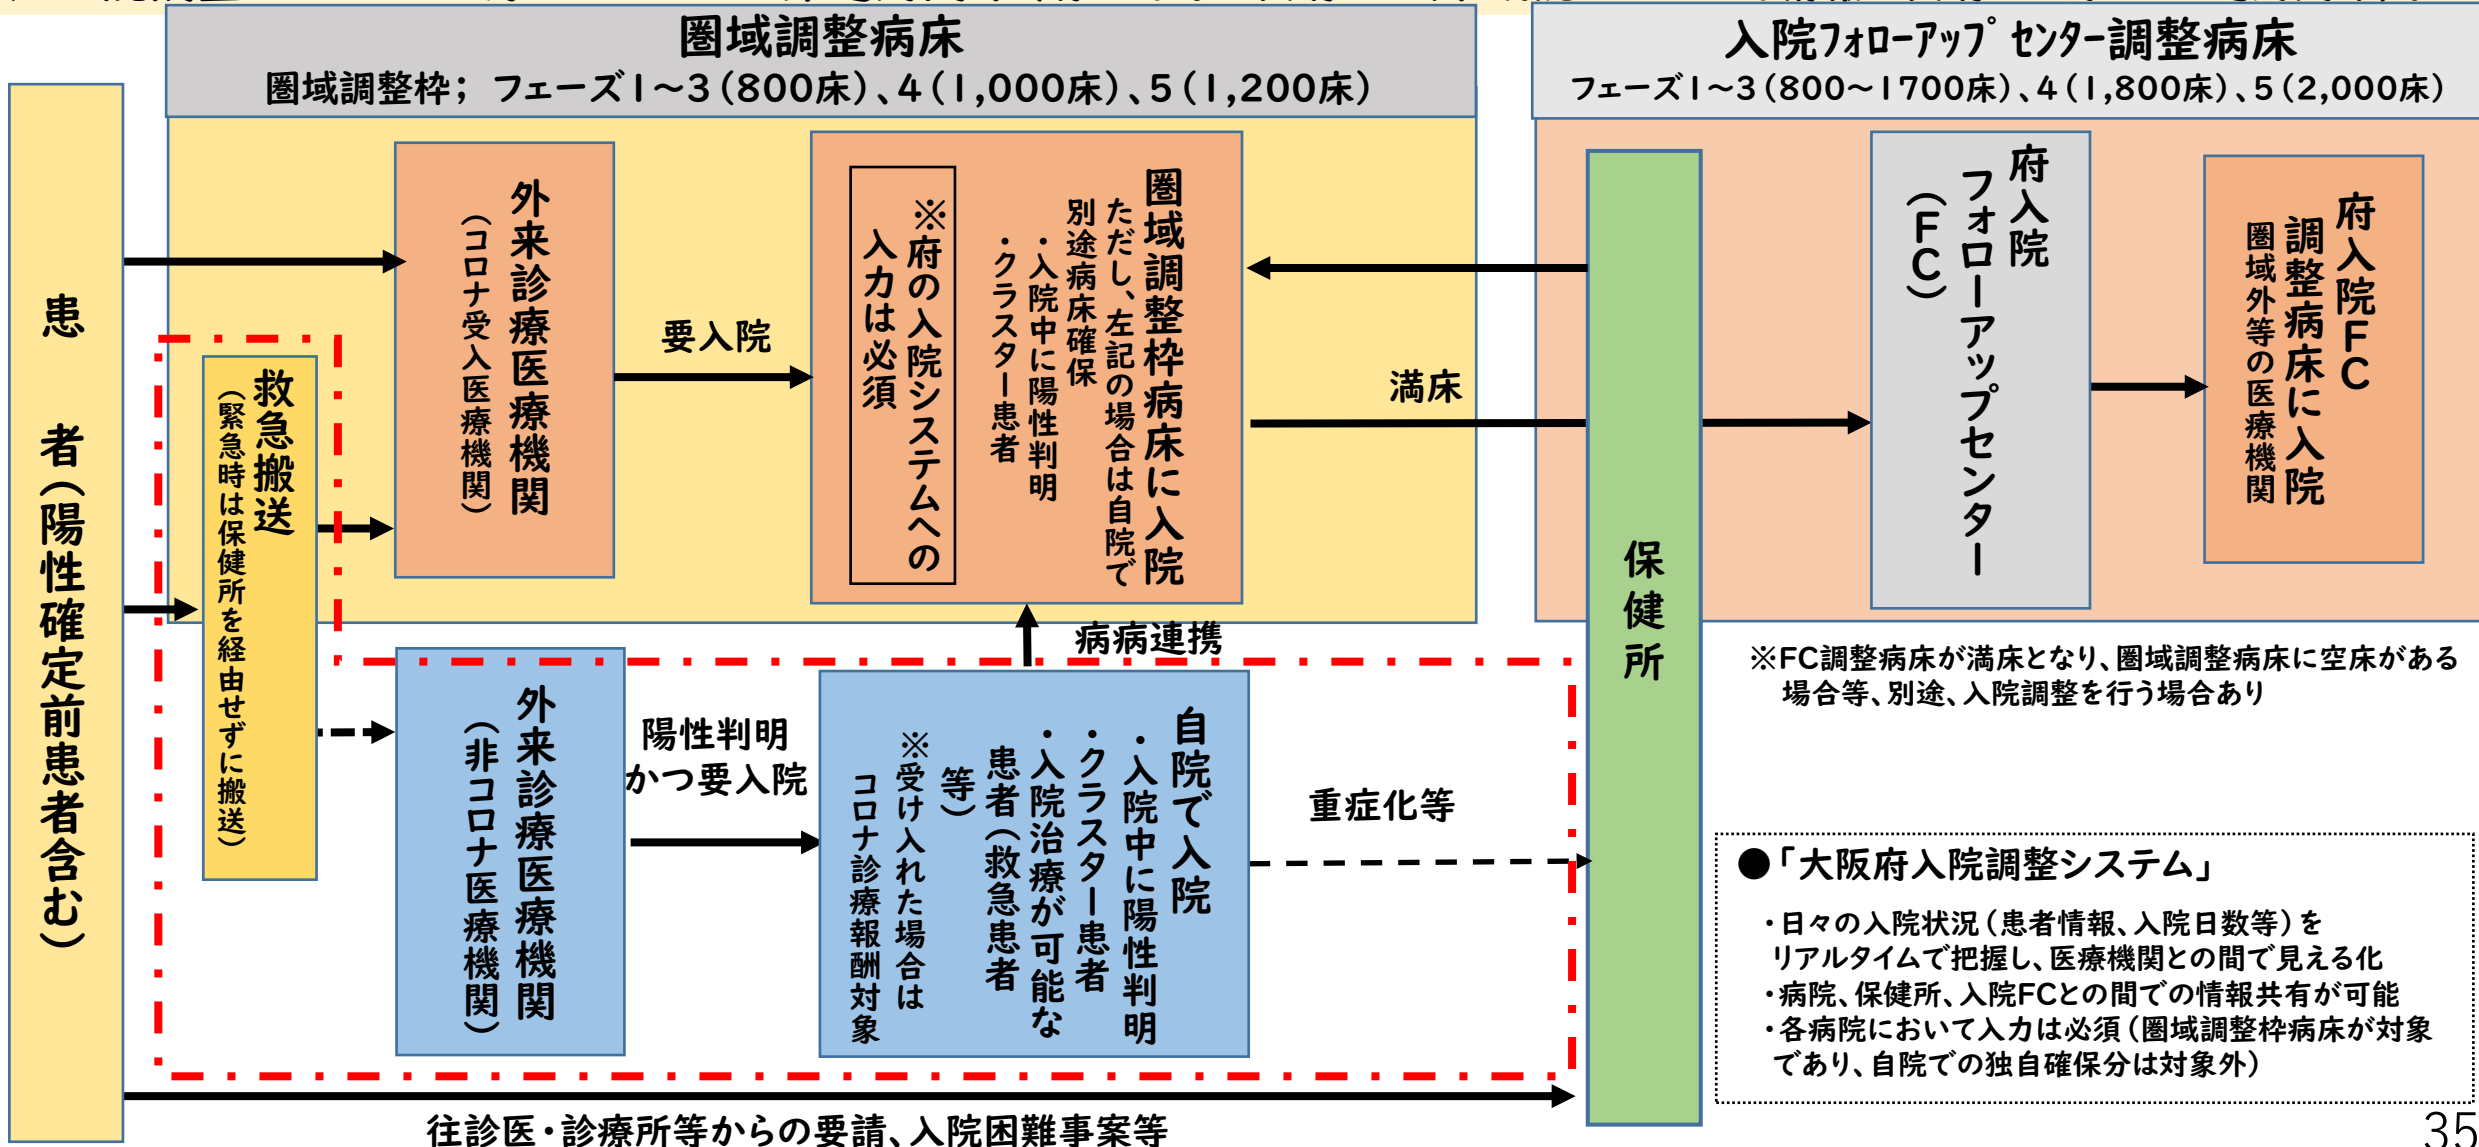 圏域調整病床
圏域調整枠；フェーズ１～３（800床）、４（1,000床）、５（1,200床）
入院フォローアップセンター調整病床
フェーズ１～３（800～1700床）、４（1,800床）、５（2,000床）
患者（陽性確定前患者含む）
救急搬送
（緊急時は保健所を経由せずに搬送）
外来診療医療機関
（コロナ受入医療機関）
要入院
圏域調整枠病床に入院
ただし、左記の場合は自院で
別途病床確保
・入院中に陽性判明
・クラスター患者
※府の入院システムへの
入力は必須
満床
病病連携
外来診療医療機関
（非コロナ医療機関）
陽性判明
かつ要入院
自院で入院
・入院中に陽性判明
・クラスター患者
・入院治療が可能な
患者（救急患者
等）
※受け入れた場合は
コロナ診療報酬対象
重症化等
保健所
府入院
フォローアップセンター
（FC）
府入院FC
調整病床に入院
圏域外等の医療機関
※FC調整病床が満床となり、圏域調整病床に空床がある
場合等、別途、入院調整を行う場合あり
●「大阪府入院調整システム」
・日々の入院状況（患者情報、入院日数等）を
リアルタイムで把握し、医療機関との間で見える化
・病院、保健所、入院FCとの間での情報共有が可能
・各病院において入力は必須（圏域調整枠病床が対象
であり、自院での独自確保分は対象外）
往診医・診療所等からの要請、入院困難事案等
35